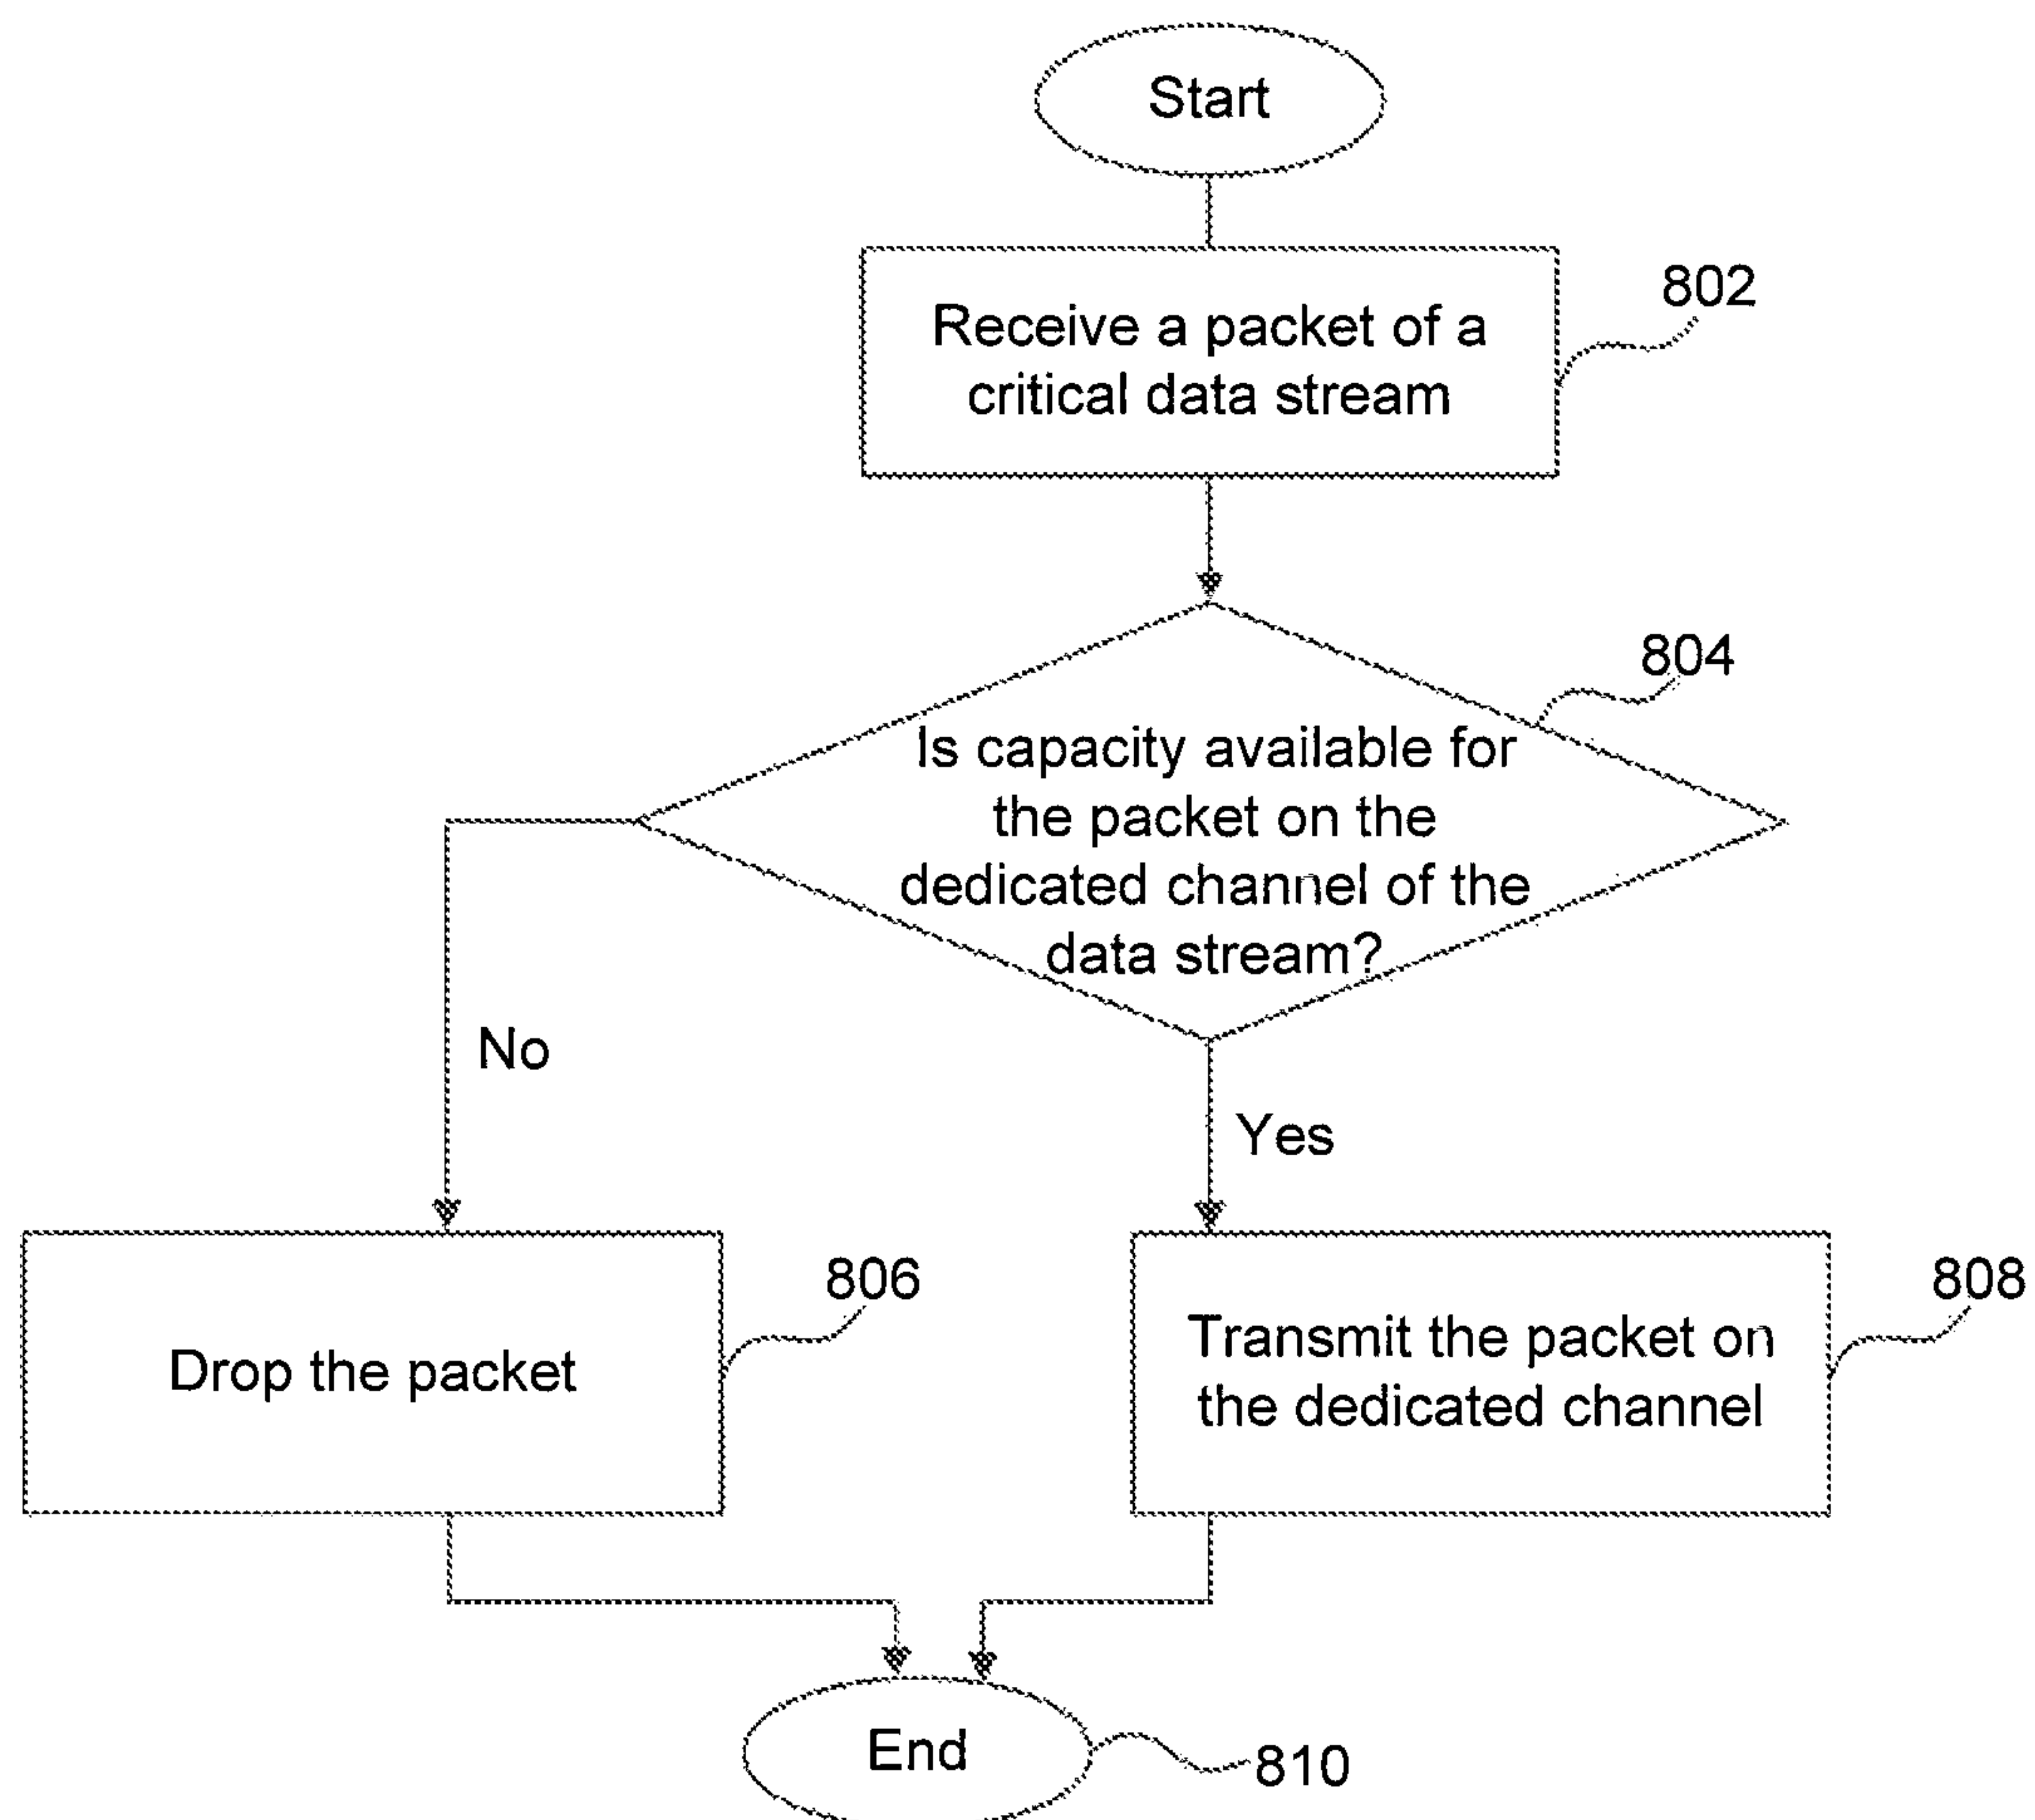 Start
802
Receive a packet of a
critical data stream
804
Is capacity available for
the packet on the
dedicated channel of the
data stream?
No
Yes
806
808
Drop the packet
Transmit the packet on
the dedicated channel
End
810